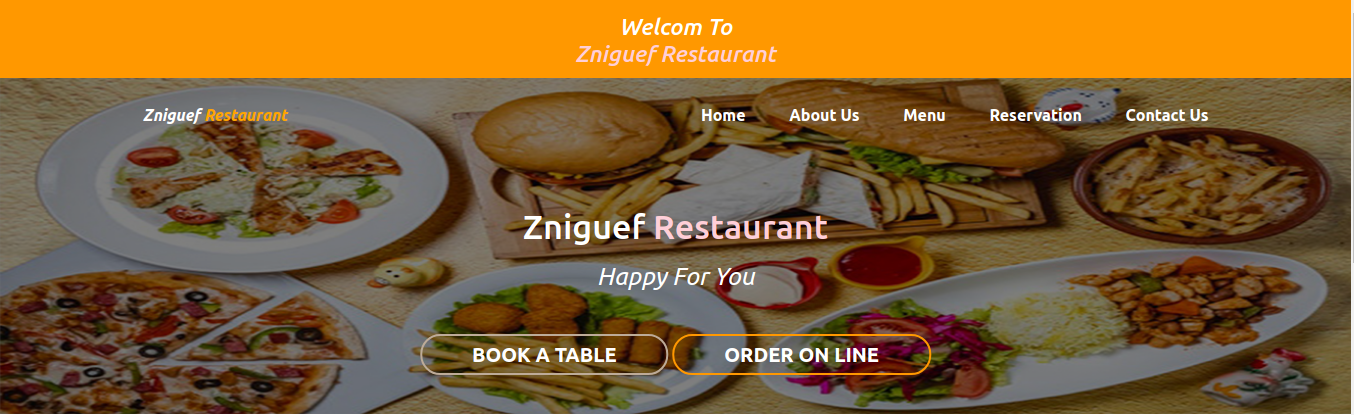 Welcom To
Zniguef Restaurant
Zniguef Restaurant
Home About Us Menu Reservation Contact Us
Zniguef Restaurant
Happy For You
BOOK A TABLE ORDER ON LINE